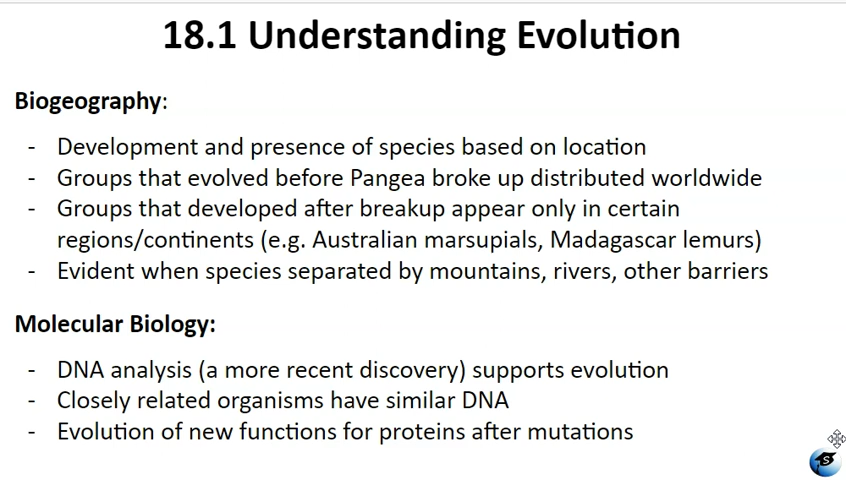 18.1 Understanding Evolution
Biogeography:
- Development and presence of species based on location
- Groups that evolved before Pangea broke up distributed worldwide
- Groups that developed after breakup appear only in certain
regions/continents (e.g. Australian marsupials, Madagascar lemurs)
- Evident when species separated by mountains, rivers, other barriers
Molecular Biology:
- DNA analysis (a more recent discovery) supports evolution
- Closely related organisms have similar DNA
- Evolution of new functions for proteins after mutations
S